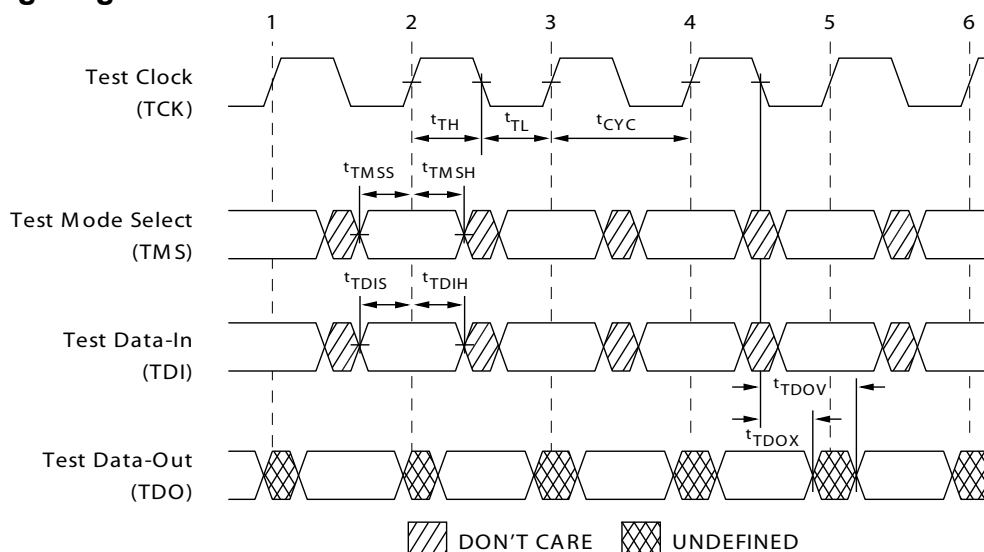 1 2 3 4 5 6
Test Clock
(TCK)
tTH tTL tCYC
tTMSS tTMSH
Test Mode Select
(TMS)
tTDIS tTDIH
Test Data-In
(TDI)
tTDOV
tTDOX
Test Data-Out
(TDO)
DON'T CARE UNDEFINED